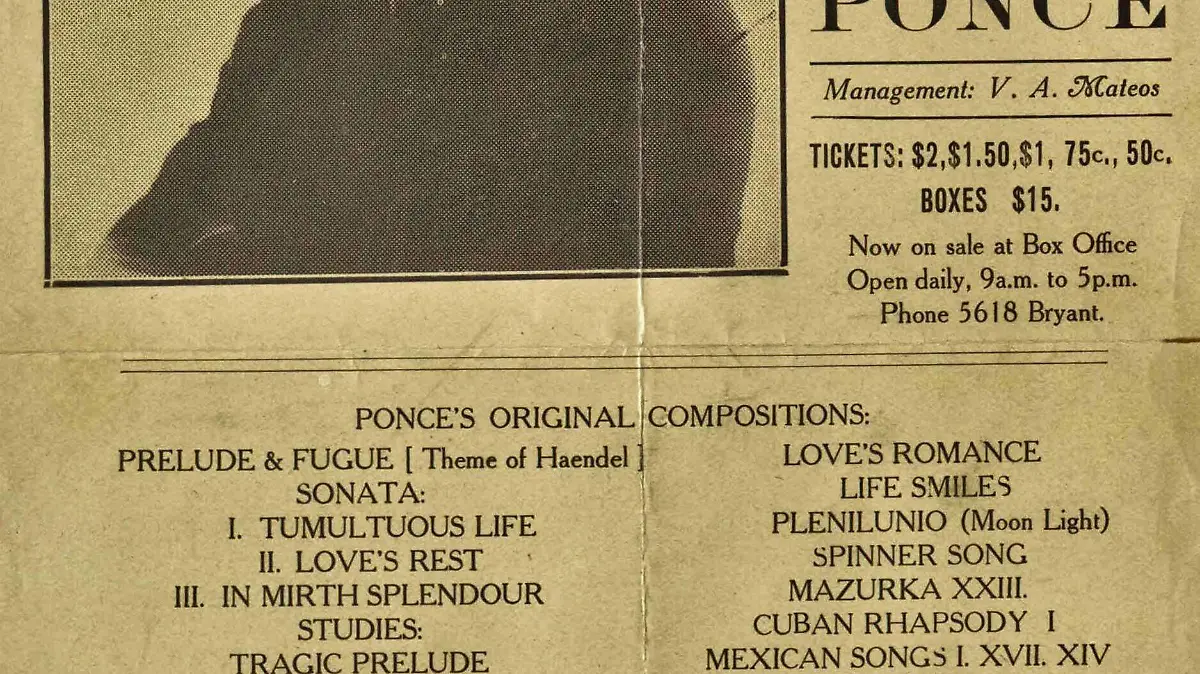 PONCE
Management: V. A. Mateos
TICKETS: $2,$1.50,$1, 75c., 50c.
BOXES $15.
Now on sale at Box Office
Open daily, 9a.m. to 5p.m.
Phone 5618 Bryant.
PONCE'S ORIGINAL COMPOSITIONS:
PRELUDE & FUGUE [ Theme of Haendel ]
SONATA:
I. TUMULTUOUS LIFE
II. LOVE'S REST
III. IN MIRTH SPLENDOUR
STUDIES:
TRAGIC PRELUDE
LOVE'S ROMANCE
LIFE SMILES
PLENILUNIO (Moon Light)
SPINNER SONG
MAZURKA XXIII.
CUBAN RHAPSODY I
MEXICAN SONGS I. XVII. XIV